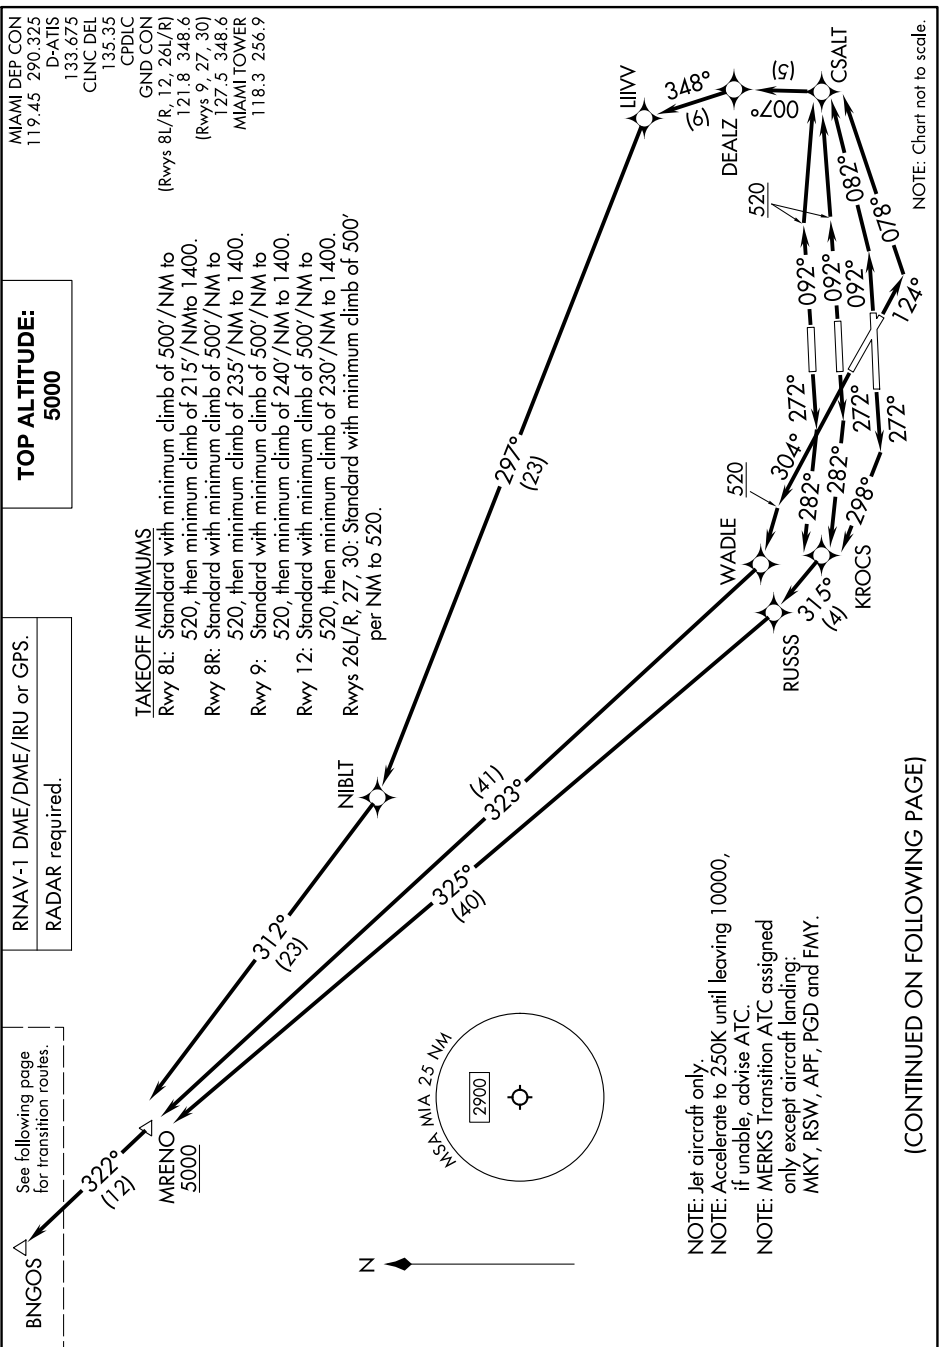 MIAMI DEP CON
119.45 290.325
D-ATIS
133.675
CLNC DEL
135.35
CPDLC
GND CON
(Rwys 8L/R, 12, 26L/R)
121.8 348.6
(Rwys 9, 27, 30)
127.5 348.6
MIAMI TOWER
118.3 256.9
TOP ALTITUDE:
5000
RNAV-1 DME/DME/IRU or GPS.
RADAR required.
See following page
for transition routes.
TAKEOFF MINIMUMS
Rwy 8L: Standard with minimum climb of 500'/NM to
520, then minimum climb of 215'/NMto 1400.
Rwy 8R: Standard with minimum climb of 500'/NM to
520, then minimum climb of 235'/NM to 1400.
Rwy 9: Standard with minimum climb of 500'/NM to
520, then minimum climb of 240'/NM to 1400.
Rwy 12: Standard with minimum climb of 500'/NM to
520, then minimum climb of 230'/NM to 1400.
Rwys 26L/R, 27, 30: Standard with minimum climb of 500'
per NM to 520.
BNGOS
322°
(12)
MRENO
5000
312°
(23)
NIBLT
297°
(23)
LIIVV
348°
(9)
DEALZ
007°
(5)
CSALT
323°
(41)
325°
(40)
WADLE
RUSSS
315°
(4)
KROCS
520
304°
282°
282°
298°
272°
272°
272°
520
092°
092°
092°
082°
078°
124°
MSA MIA 25 NM
2900
N
NOTE: Jet aircraft only.
NOTE: Accelerate to 250K until leaving 10000,
if unable, advise ATC.
NOTE: MERKS Transition ATC assigned
only except aircraft landing:
MKY, RSW, APF, PGD and FMY.
NOTE: Chart not to scale.
(CONTINUED ON FOLLOWING PAGE)